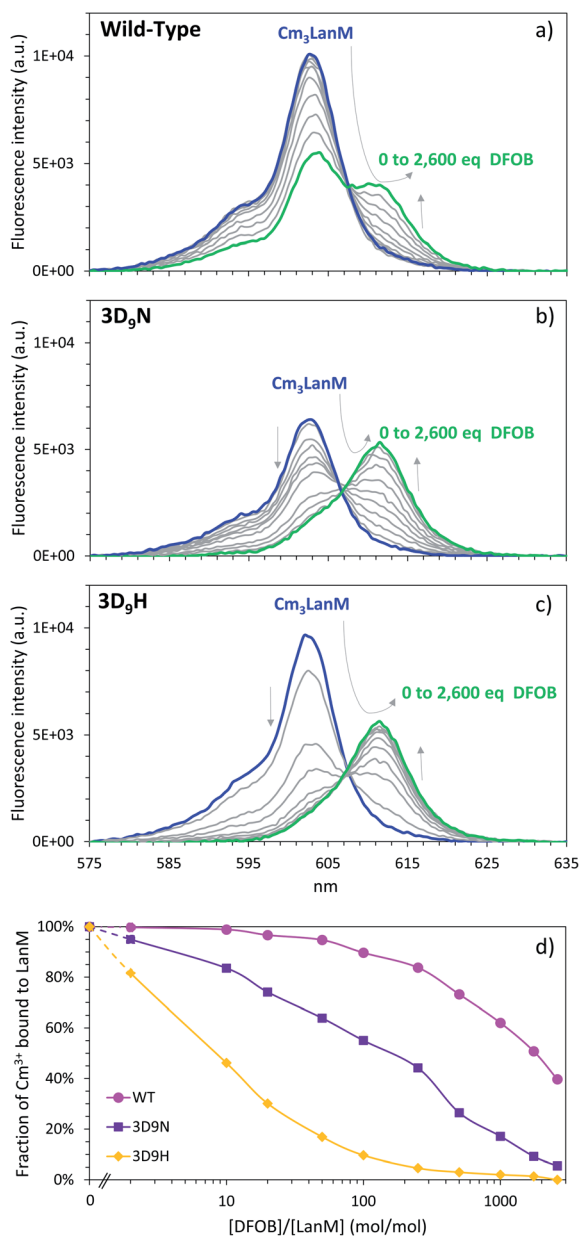 Wild-Type
a)
Cm₃LanM
1E+04
0 to 2,600 eq DFOB
5E+03
0E+00
Fluorescence intensity (a.u.)
3D₉N
b)
1E+04
Cm₃LanM
0 to 2,600 eq DFOB
5E+03
0E+00
Fluorescence intensity (a.u.)
3D₉H
Cm₃LanM
c)
1E+04
0 to 2,600 eq DFOB
5E+03
0E+00
Fluorescence intensity (a.u.)
575 585 595 605 615 625 635
nm
100%
d)
80%
60%
40%
20%
0%
Fraction of Cm³⁺ bound to LanM
WT
3D9N
3D9H
0 10 100 1000
[DFOB]/[LanM] (mol/mol)